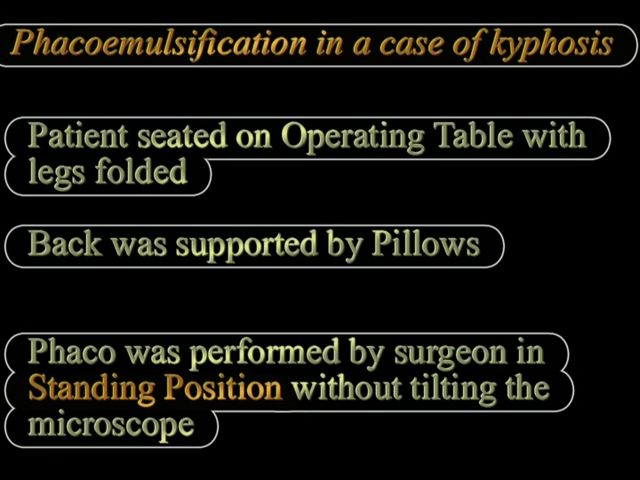 Phacoemulsification in a case of kyphosis
Patient seated on Operating Table with
legs folded
Back was supported by Pillows
Phaco was performed by surgeon in
Standing Position without tilting the
microscope